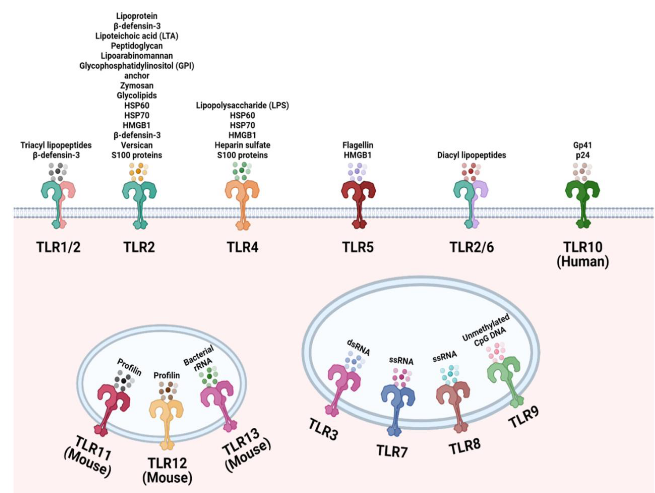 Lipoprotein
β-defensin-3
Lipoteichoic acid (LTA)
Peptidoglycan
Lipoarabinomannan
Glycophosphatidylinositol (GPI)
anchor
Zymosan
Glycolipids
HSP60
HSP70
HMGB1
β-defensin-3
Versican
S100 proteins
Triacyl lipopeptides
β-defensin-3
Lipopolysaccharide (LPS)
HSP60
HSP70
HMGB1
Heparin sulfate
S100 proteins
Flagellin
HMGB1
Diacyl lipopeptides
Gp41
p24
TLR1/2
TLR2
TLR4
TLR5
TLR2/6
TLR10
(Human)
Profilin
Profilin
Bacterial
rRNA
TLR11
(Mouse)
TLR12
(Mouse)
TLR13
(Mouse)
dsRNA
ssRNA
ssRNA
Unmethylated
CpG DNA
TLR3
TLR7
TLR8
TLR9